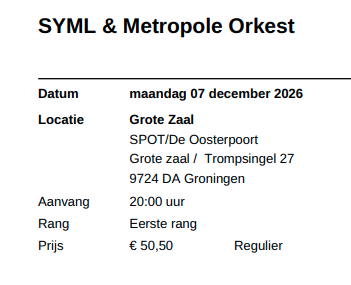 SYML & Metropole Orkest
Datum maandag 07 december 2026
Locatie Grote Zaal
SPOT/De Oosterpoort
Grote zaal / Trompsingel 27
9724 DA Groningen
Aanvang 20:00 uur
Rang Eerste rang
Prijs € 50,50 Regulier